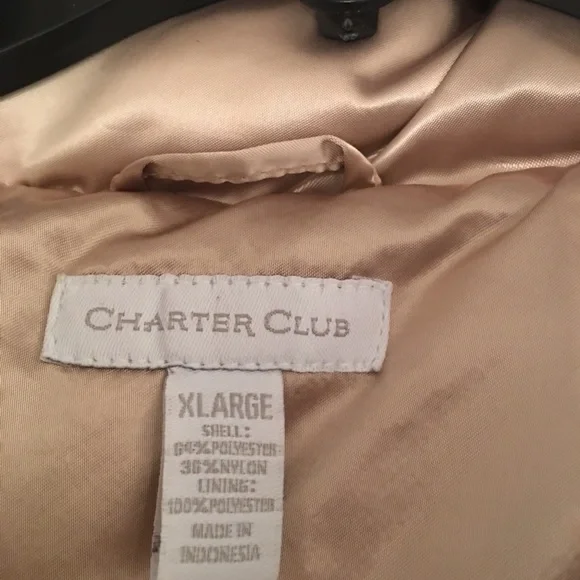 CHARTER CLUB
XLARGE
SHELL:
64%POLYESTER
36%NYLON
LINING:
100%POLYESTER
MADE IN
INDONESIA